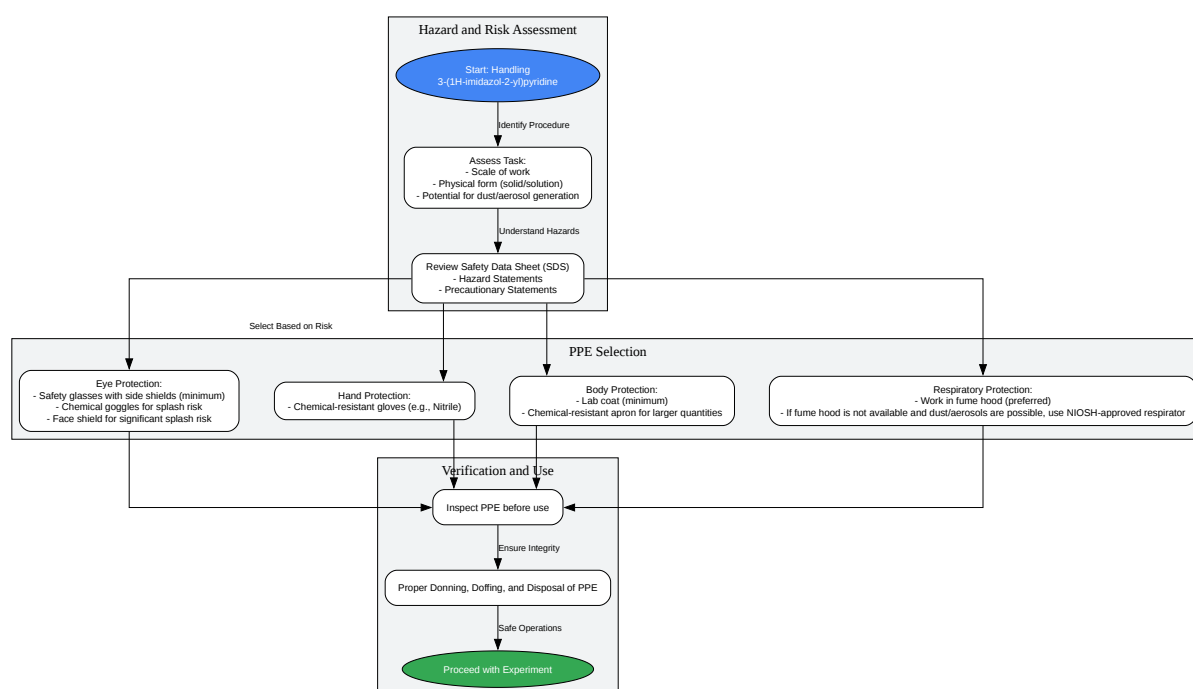 Hazard and Risk Assessment
Start: Handling
3-(1H-imidazol-2-yl)pyridine
Identify Procedure
Assess Task:
- Scale of work
- Physical form (solid/solution)
- Potential for dust/aerosol generation
Understand Hazards
Review Safety Data Sheet (SDS)
- Hazard Statements
- Precautionary Statements
Select Based on Risk
PPE Selection
Eye Protection:
- Safety glasses with side shields (minimum)
- Chemical goggles for splash risk
- Face shield for significant splash risk
Hand Protection:
- Chemical-resistant gloves (e.g., Nitrile)
Body Protection:
- Lab coat (minimum)
- Chemical-resistant apron for larger quantities
Respiratory Protection:
- Work in fume hood (preferred)
- If fume hood is not available and dust/aerosols are possible, use NIOSH-approved respirator
Verification and Use
Inspect PPE before use
Ensure Integrity
Proper Donning, Doffing, and Disposal of PPE
Safe Operations
Proceed with Experiment